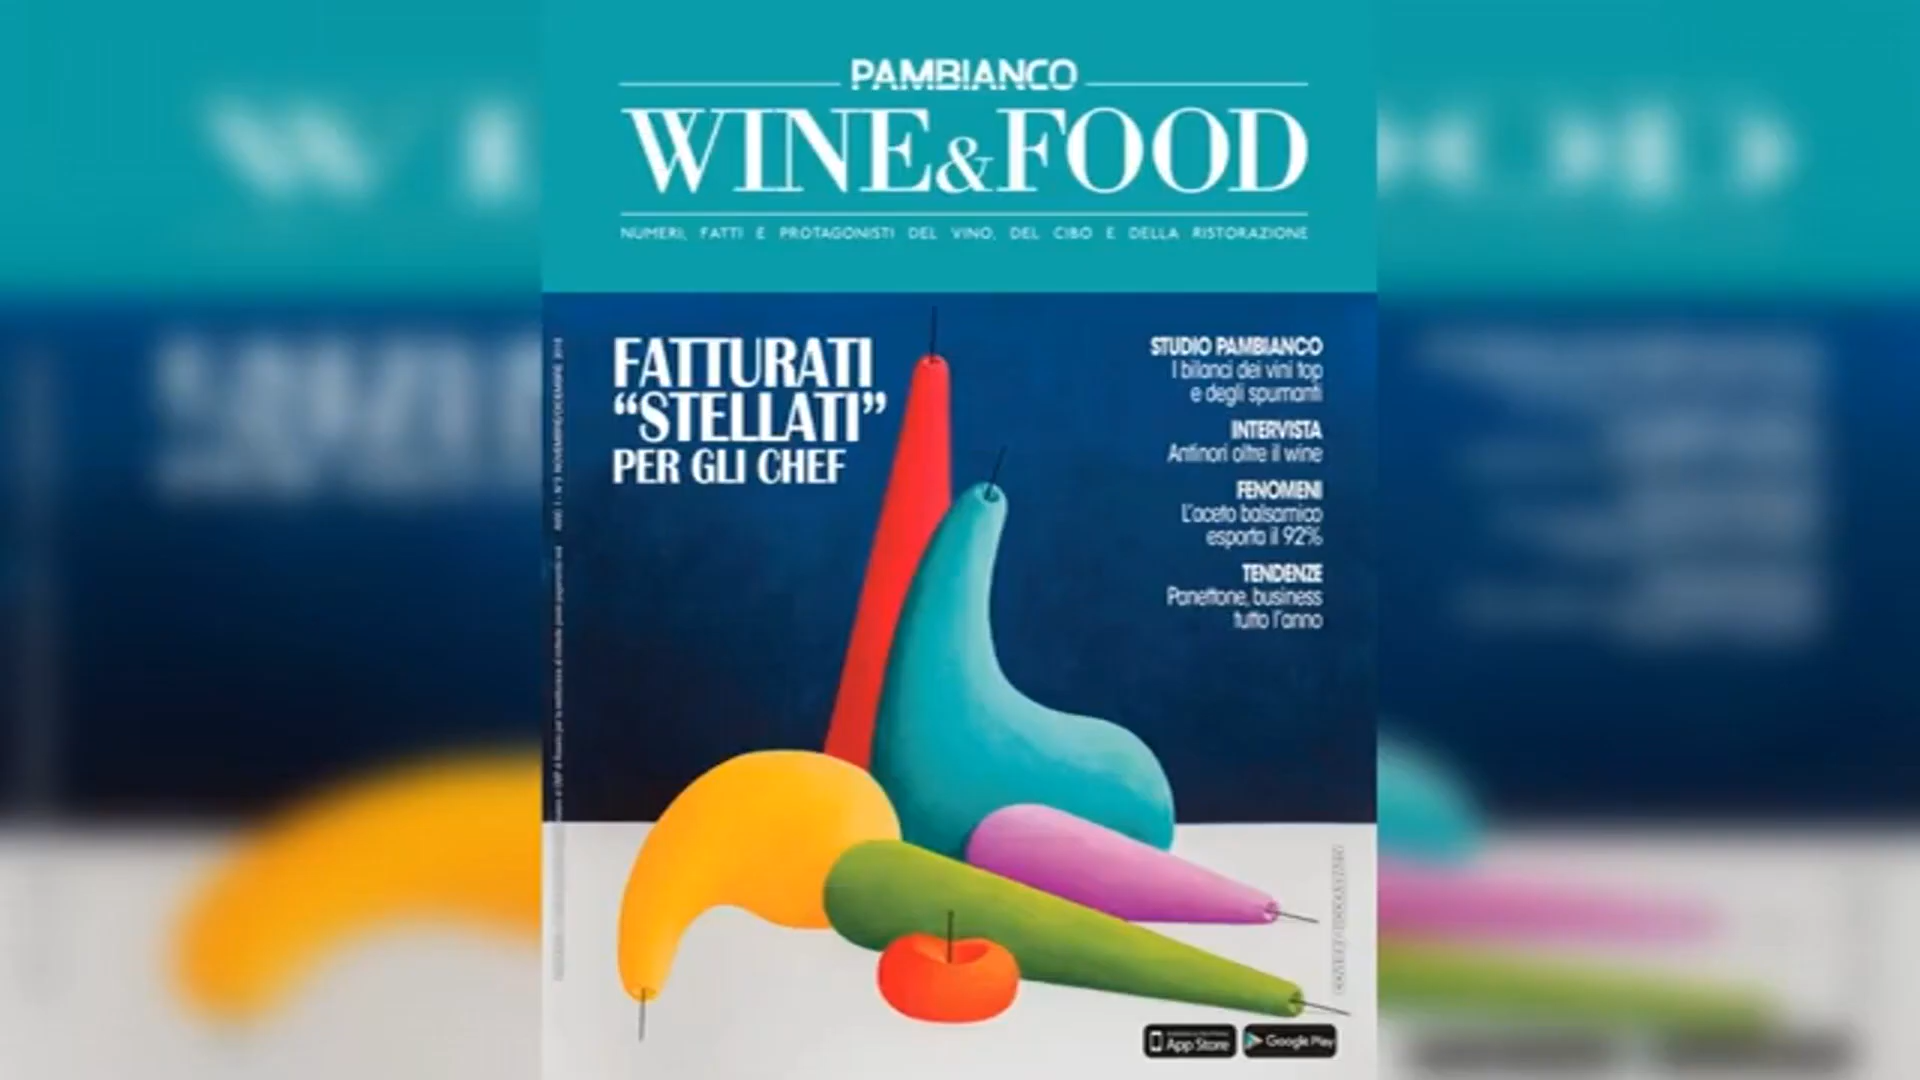 PAMBIANCO
WINE&FOOD
NUMERI, FATTI E PROTAGONISTI DEL VINO, DEL CIBO E DELLA RISTORAZIONE
FATTURATI
“STELLATI”
PER GLI CHEF
STUDIO PAMBIANCO
I bilanci dei vini top
e degli spumanti
INTERVISTA
Antinori oltre il wine
FENOMENI
L'aceto balsamico
esporta il 92%
TENDENZE
Panettone, business
tutto l'anno
App Store
Google Play